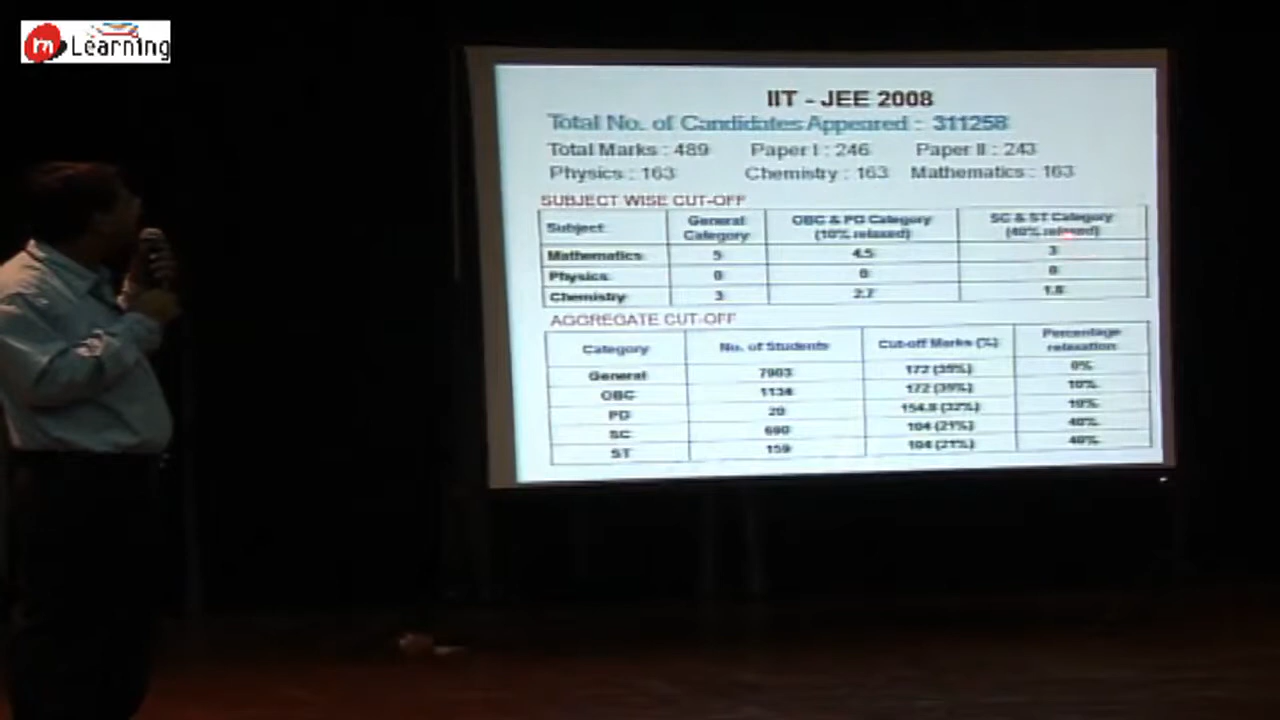 m Learning
IIT - JEE 2008
Total No. of Candidates Appeared : 311258
Total Marks : 489 Paper I : 246 Paper II : 243
Physics : 163 Chemistry : 163 Mathematics : 163
SUBJECT WISE CUT-OFF
Subject General Category OBC & PD Category (10% relaxed) SC & ST Category (40% relaxed)
Mathematics 5 4.5 3
Physics 0 0 0
Chemistry 3 2.7 1.8
AGGREGATE CUT-OFF
Category No. of Students Cut-off Marks (%) Percentage relaxation
General 7903 172 (35%) 0%
OBC 1134 172 (35%) 10%
PD 20 154.8 (32%) 10%
SC 690 104 (21%) 40%
ST 159 104 (21%) 40%